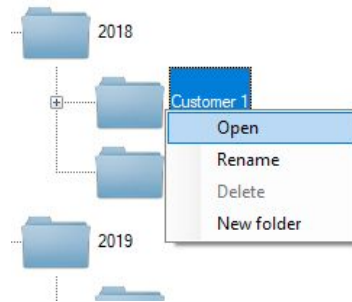 2018
Customer 1
Open
Rename
Delete
New folder
2019